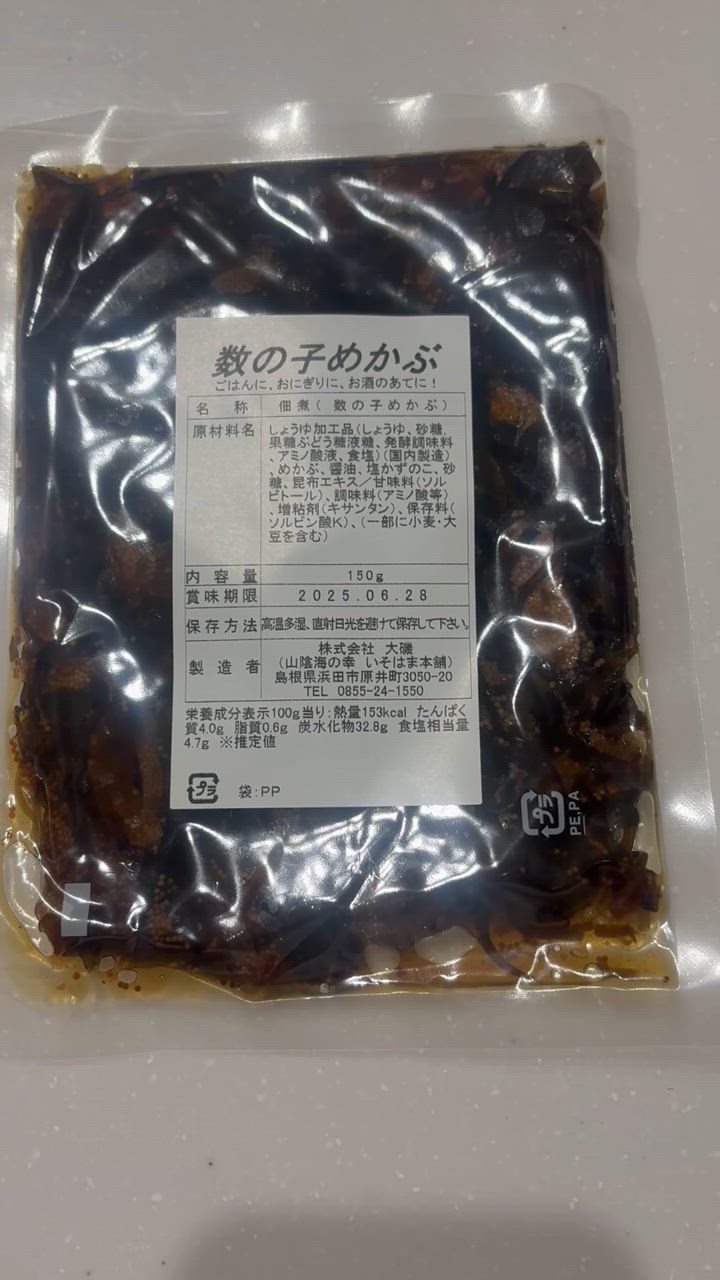 数の子めかぶ
ごはんに、おにぎりに、お酒のあてに!
名称 佃煮(数の子めかぶ)
原材料名 しょうゆ加工品(しょうゆ、砂糖、
果糖ぶどう糖液糖、発酵調味料
、アミノ酸液、食塩)(国内製造)
、めかぶ、醤油、塩かずのこ、砂
糖、昆布エキス/甘味料(ソル
ビトール)、調味料(アミノ酸等)
、増粘剤(キサンタン)、保存料(
ソルビン酸K)、(一部に小麦・大
豆を含む)
内容量 150g
賞味期限 2025.06.28
保存方法 高温多湿、直射日光を避けて保存して下さい。
製造者 株式会社 大磯
(山陰海の幸 いそはま本舗)
島根県浜田市原井町3050-20
TEL 0855-24-1550
栄養成分表示100g当り:熱量153kcal たんぱく
質4.0g 脂質0.6g 炭水化物32.8g 食塩相当量
4.7g ※推定値
プラ 袋:PP
プラ PE,PA